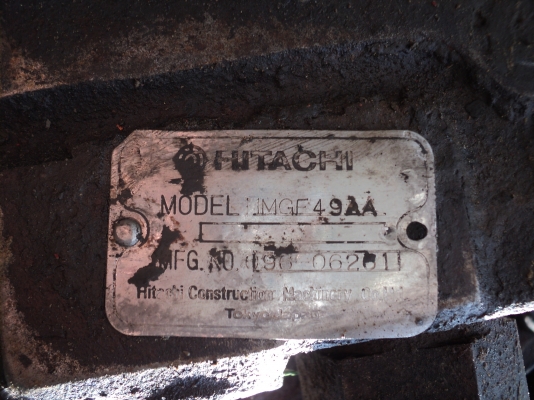 HITACHI
MODEL HMGF49AA
MFG. NO.
Hitachi Construction Machinery
Tokyo Japan